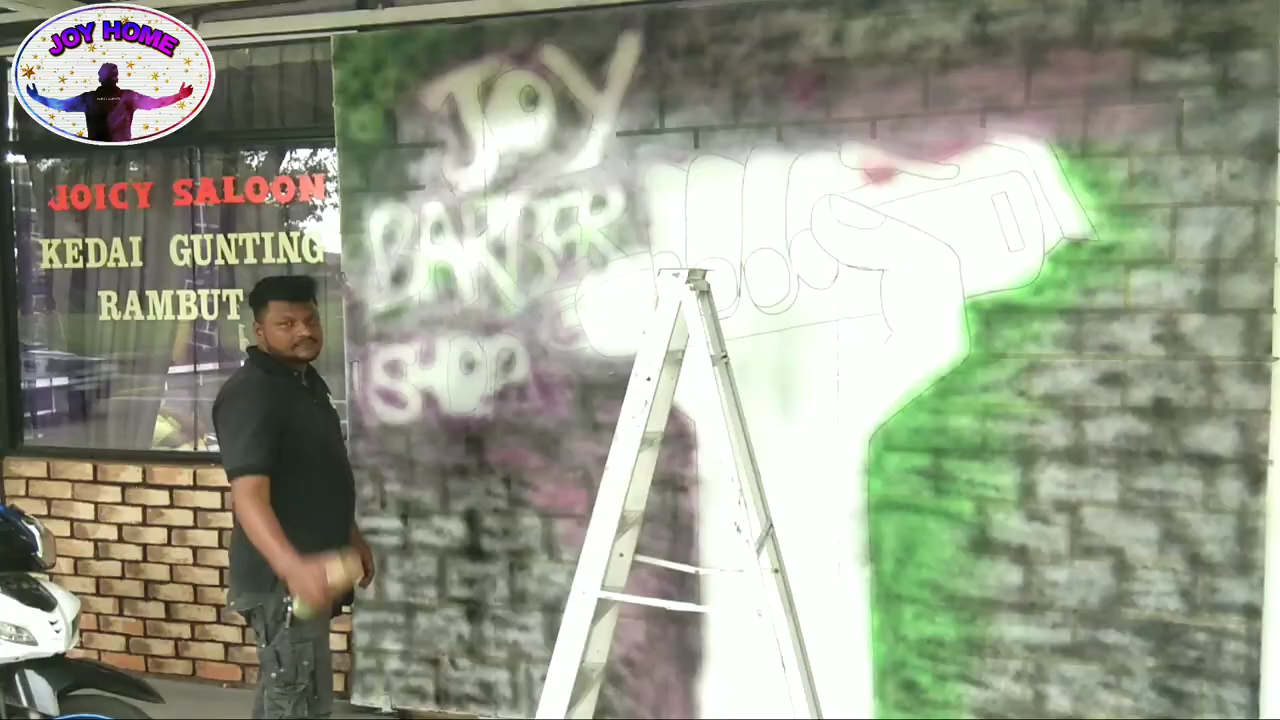 JOY HOME
JOICY SALOON
KEDAI GUNTING
RAMBUT
JOY
BARBER
SHOP